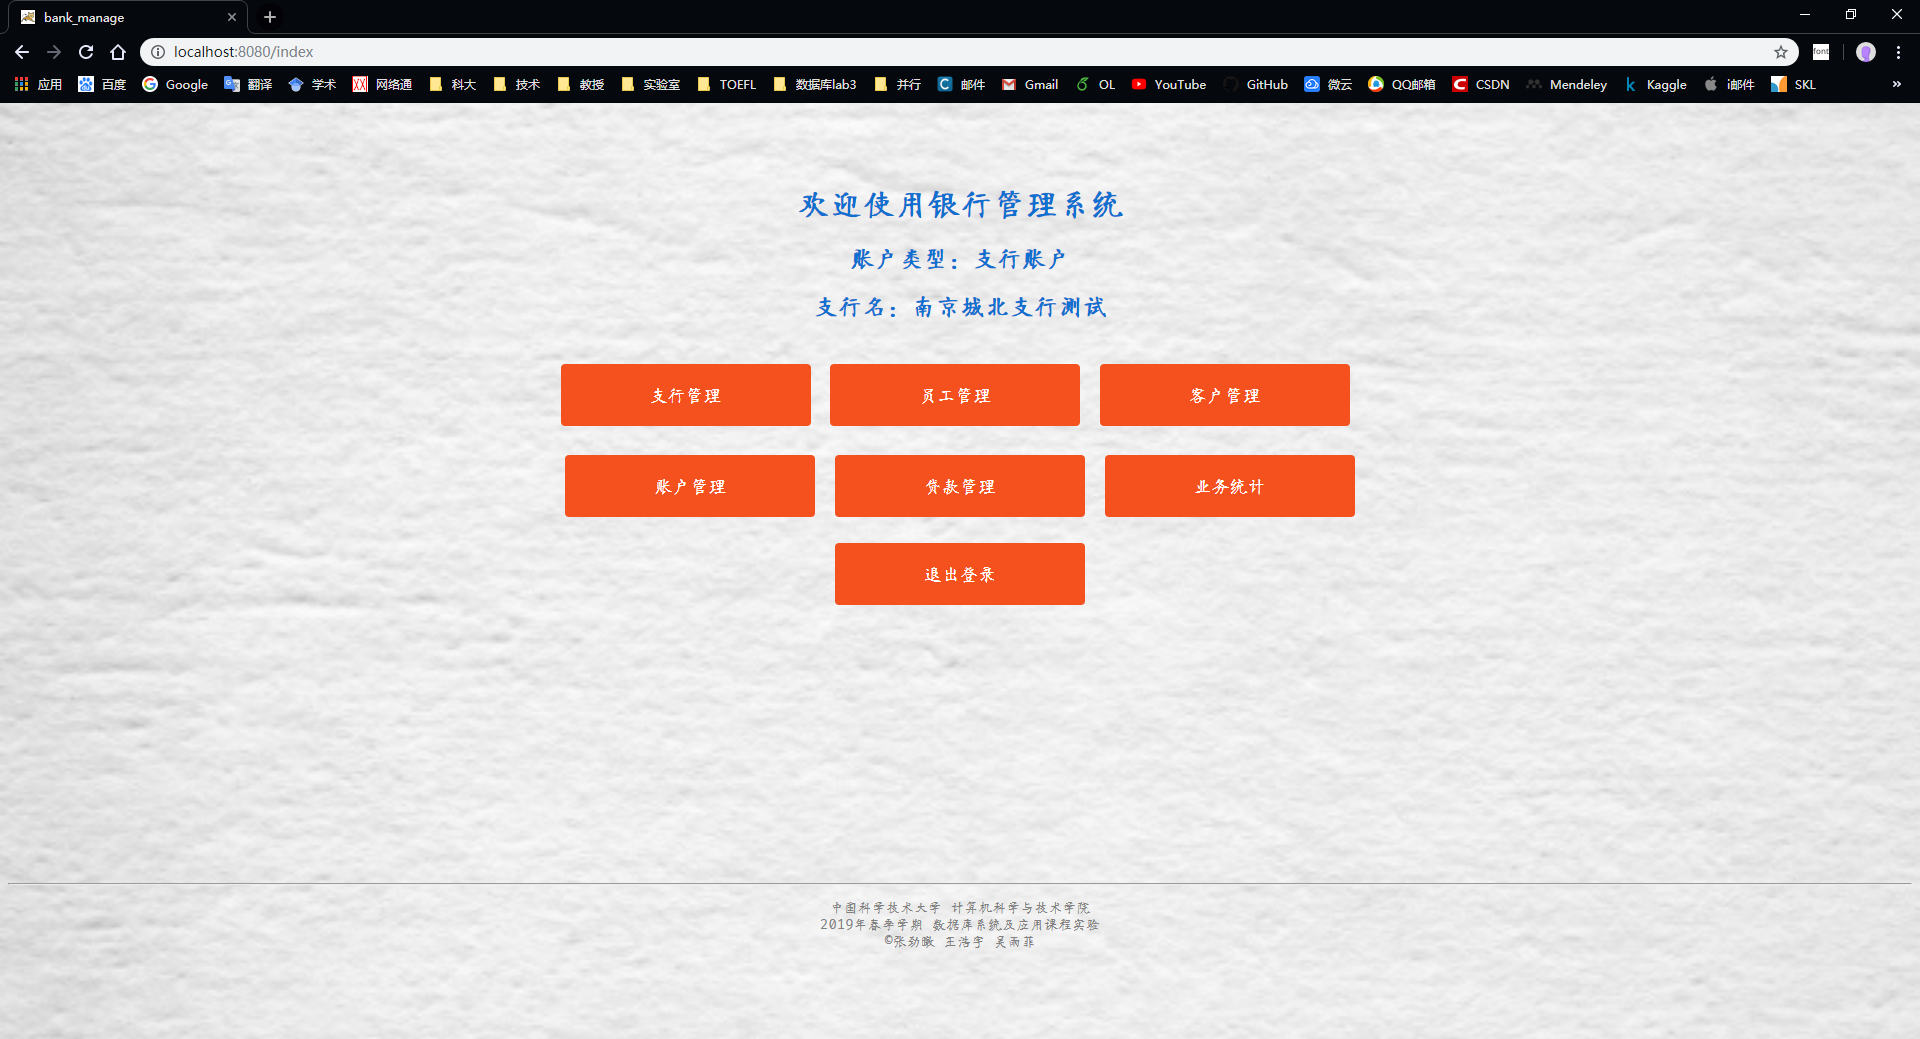 bank_manage
localhost:8080/index
font
应用 百度 Google 翻译 学术 网络通 科大 技术 教授 实验室 TOEFL 数据库lab3 并行 邮件 Gmail OL YouTube GitHub 微云 QQ邮箱 CSDN Mendeley Kaggle i邮件 SKL »
欢迎使用银行管理系统
账户类型：支行账户
支行名：南京城北支行测试
支行管理 员工管理 客户管理
账户管理 贷款管理 业务统计
退出登录
中国科学技术大学 计算机科学与技术学院
2019年春季学期 数据库系统及应用课程实验
©张劲暾 王浩宇 吴雨菲